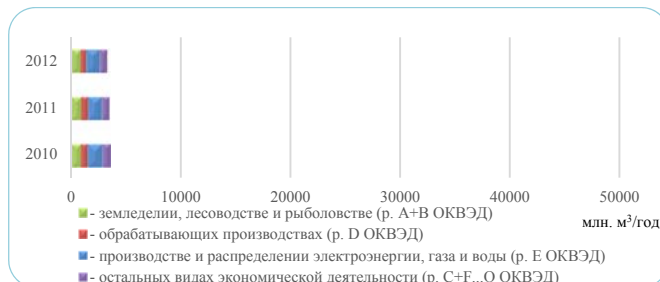 2012
2011
2010
0 10000 20000 30000 40000 50000
млн. м³/год
- земледелии, лесоводстве и рыболовстве (р. А+В ОКВЭД)
- обрабатывающих производствах (р. D ОКВЭД)
- производстве и распределении электроэнергии, газа и воды (р. Е ОКВЭД)
- остальных видах экономической деятельности (р. C+F...O ОКВЭД)